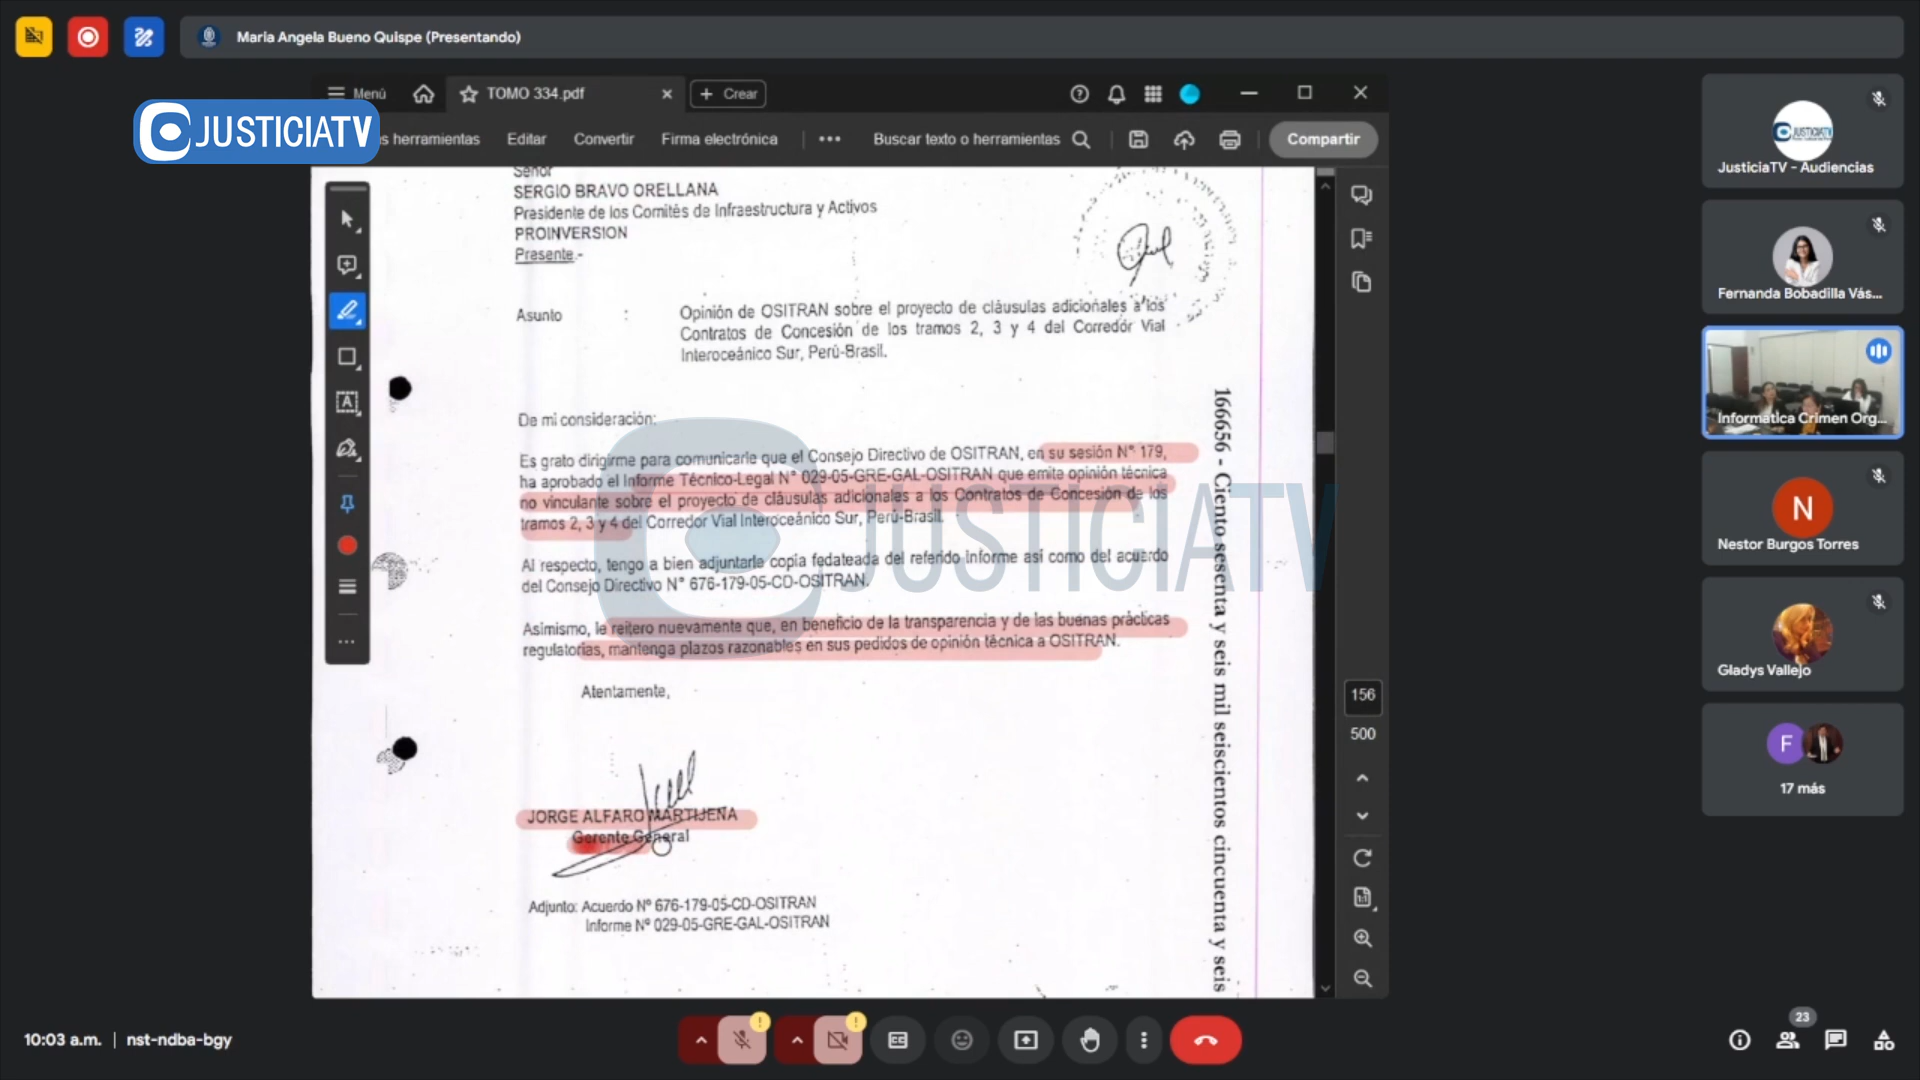 Maria Angela Bueno Quispe (Presentando)
Menú
TOMO 334.pdf
Crear
JUSTICIATV
s herramientas
Editar
Convertir
Firma electrónica
Buscar texto o herramientas
Compartir
Señor
SERGIO BRAVO ORELLANA
Presidente de los Comités de Infraestructura y Activos
PROINVERSION
Presente.-
Asunto :
Opinión de OSITRAN sobre el proyecto de cláusulas adicionales a los
Contratos de Concesión de los tramos 2, 3 y 4 del Corredor Vial
Interoceánico Sur, Perú-Brasil.
De mi consideración:
Es grato dirigirme para comunicarle que el Consejo Directivo de OSITRAN, en su sesión N° 179,
ha aprobado el Informe Técnico-Legal N° 029-05-GRE-GAL-OSITRAN que emite opinión técnica
no vinculante sobre el proyecto de cláusulas adicionales a los Contratos de Concesión de los
tramos 2, 3 y 4 del Corredor Vial Interoceánico Sur, Perú-Brasil.
Al respecto, tengo a bien adjuntarle copia fedateada del referido Informe así como del acuerdo
del Consejo Directivo N° 676-179-05-CD-OSITRAN.
Asimismo, le reitero nuevamente que, en beneficio de la transparencia y de las buenas prácticas
regulatorias, mantenga plazos razonables en sus pedidos de opinión técnica a OSITRAN.
Atentamente,
JORGE ALFARO MARTIJENA
Gerente General
Adjunto: Acuerdo Nº 676-179-05-CD-OSITRAN
Informe Nº 029-05-GRE-GAL-OSITRAN
16656 - Ciento sesenta y seis mil seiscientos cincuenta y seis
JUSTICIATV
156
500
1:1
JUSTICIATV
JusticiaTV - Audiencias
Fernanda Bobadilla Vás...
Informatica Crimen Org...
N
Nestor Burgos Torres
Gladys Vallejo
F
17 más
10:03 a.m. | nst-ndba-bgy
23